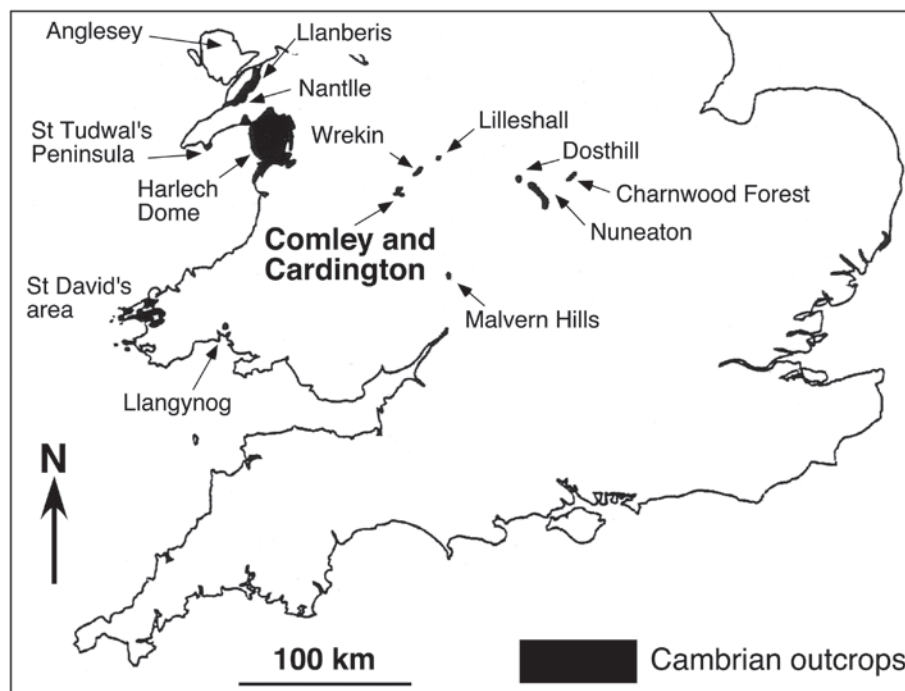 Anglesey
Llanberis
Nantlle
St Tudwal's
Peninsula
Wrekin
Lilleshall
Dosthill
Harlech
Dome
Charnwood Forest
Comley and
Cardington
Nuneaton
St David's
area
Malvern Hills
Llangynog
N
100 km
Cambrian outcrops